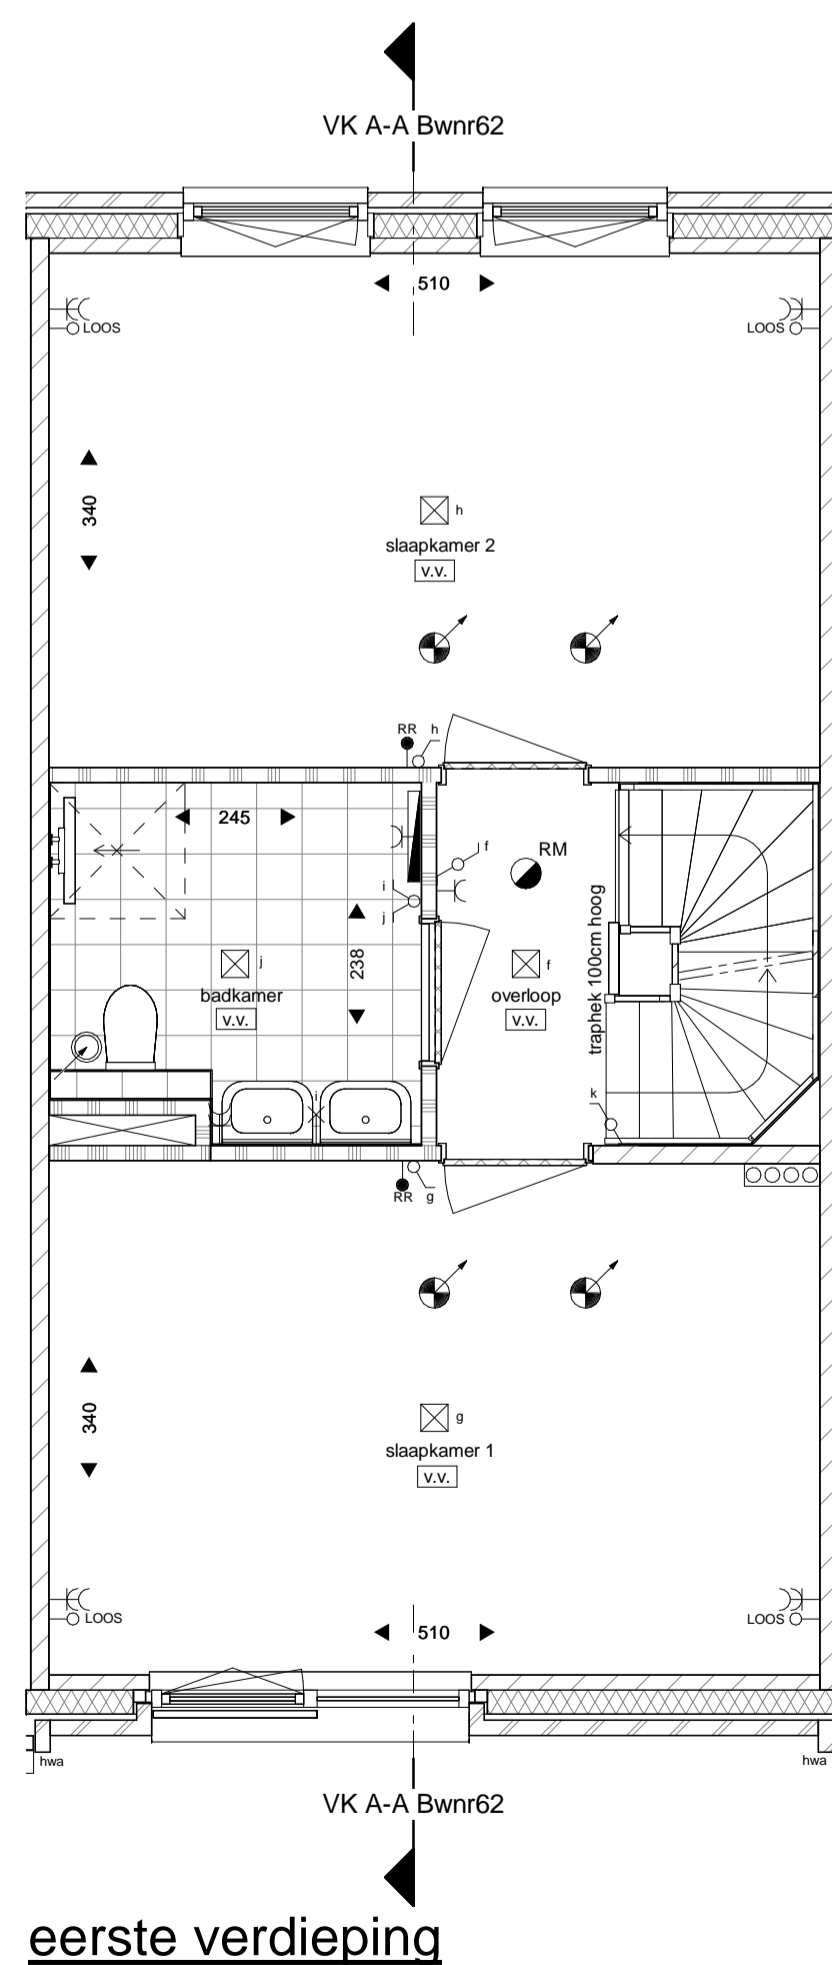 VK A-A Bwnr62
510
LOOS
LOOS
340
h
slaapkamer 2
v.v.
RR h
245
f
RM
i
j
238
traphek 100cm hoog
j
badkamer
v.v.
f
overloop
v.v.
i
k
RR g
340
g
slaapkamer 1
v.v.
LOOS
LOOS
510
hwa
hwa
VK A-A Bwnr62
eerste verdieping